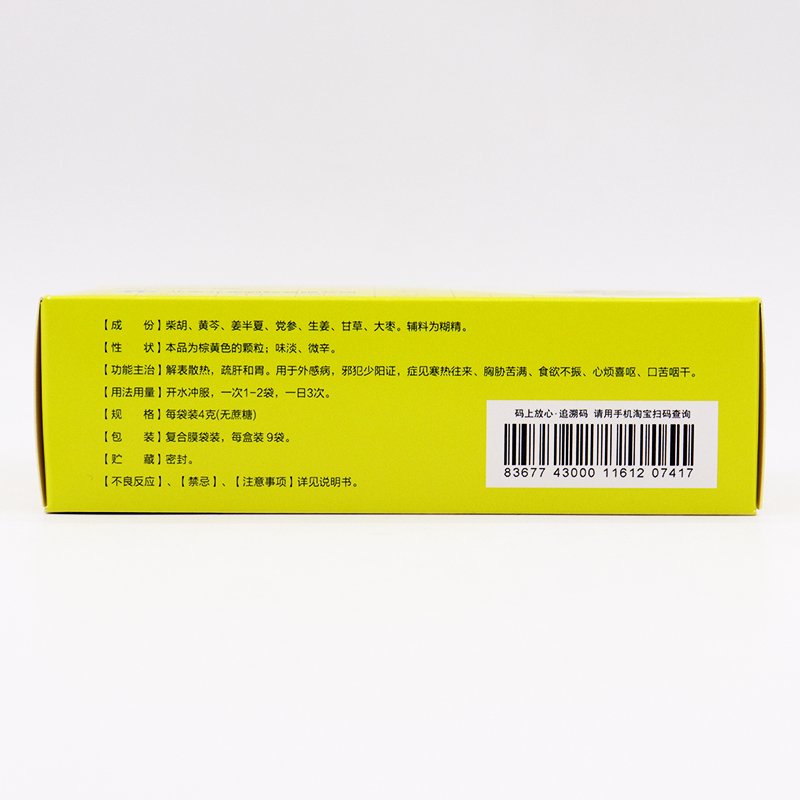 【成　份】柴胡、黄芩、姜半夏、党参、生姜、甘草、大枣。辅料为糊精。
【性　状】本品为棕黄色的颗粒；味淡、微辛。
【功能主治】解表散热，疏肝和胃。用于外感病，邪犯少阳证，症见寒热往来、胸胁苦满、食欲不振、心烦喜呕、口苦咽干。
【用法用量】开水冲服，一次1-2袋，一日3次。
【规　格】每袋装4克(无蔗糖)
【包　装】复合膜袋装，每盒装9袋。
【贮　藏】密封。
【不良反应】、【禁忌】、【注意事项】详见说明书。
码上放心·追溯码 请用手机淘宝扫码查询
83677 43000 11612 07417